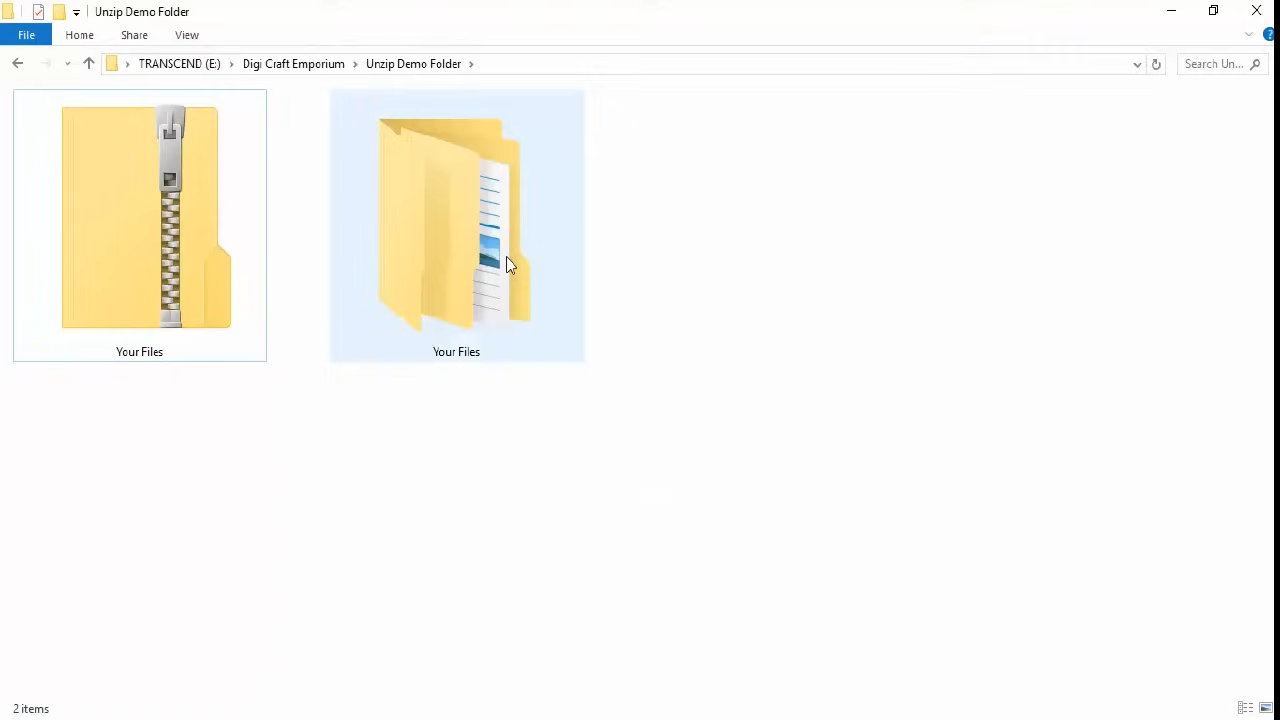 Unzip Demo Folder
File Home Share View
TRANSCEND (E:) Digi Craft Emporium Unzip Demo Folder Search Un...
Your Files Your Files
2 items